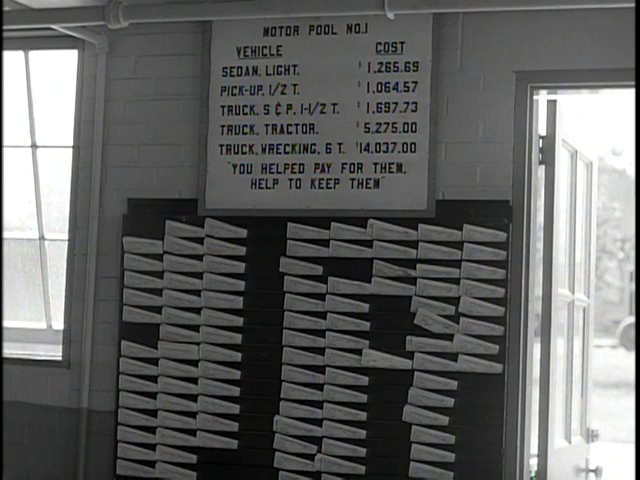 MOTOR POOL NO.1
VEHICLE COST
SEDAN, LIGHT. $1,265.69
PICK-UP, 1/2 T. $1,064.57
TRUCK, S & P, 1-1/2 T. $1,697.73
TRUCK, TRACTOR. $5,275.00
TRUCK, WRECKING, 6 T. $14,037.00
"YOU HELPED PAY FOR THEM,
HELP TO KEEP THEM"